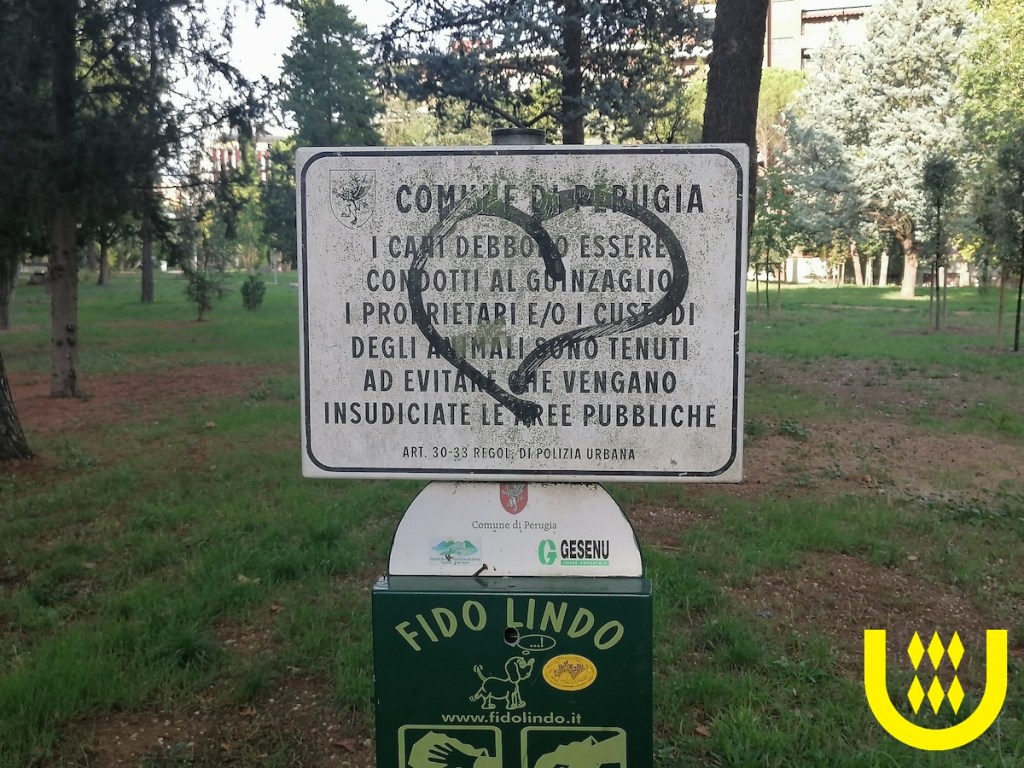 COMUNE DI PERUGIA
I CANI DEBBONO ESSERE
CONDOTTI AL GUINZAGLIO
I PROPRIETARI E/O I CUSTODI
DEGLI ANIMALI SONO TENUTI
AD EVITARE CHE VENGANO
INSUDICIATE LE AREE PUBBLICHE
ART. 30-33 REGOL. DI POLIZIA URBANA
Comune di Perugia
GESENU
FIDO LINDO
...!
www.fidolindo.it